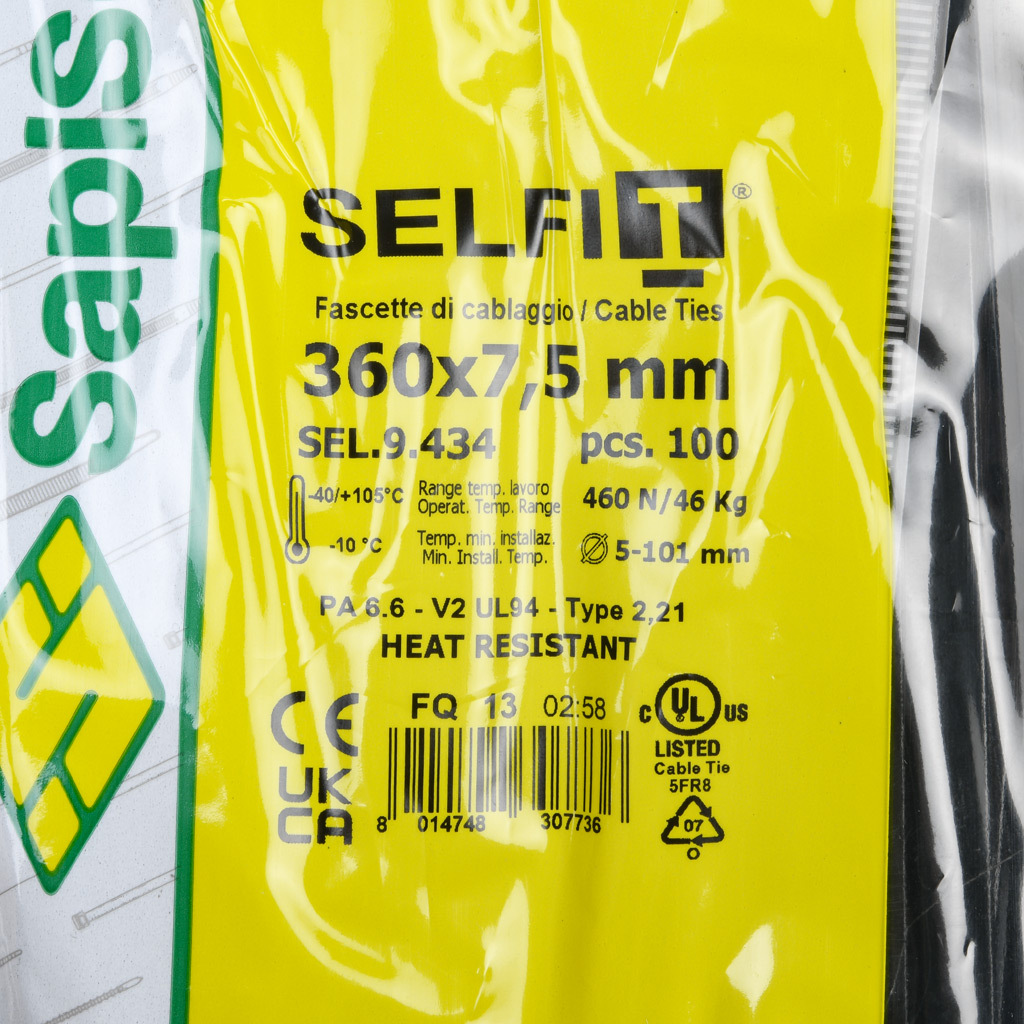 Sapis
SELFIT®
Fascette di cablaggio / Cable Ties
360x7,5 mm
SEL.9.434 pcs. 100
-40/+105°C Range temp. lavoro Operat. Temp. Range 460 N/46 Kg
-10 °C Temp. min. installaz. Min. Install. Temp. 5-101 mm
PA 6.6 - V2 UL94 - Type 2,21
HEAT RESISTANT
CE FQ 13 02:58 C UL US
LISTED
Cable Tie
5FR8
UK
CA
8 014748 307736
07
O